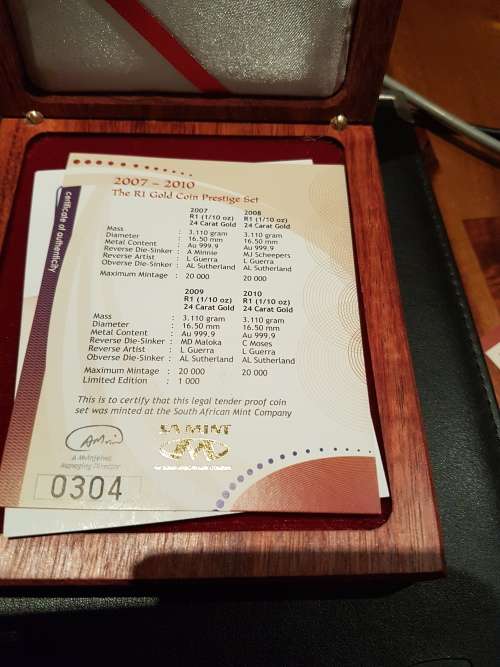 certificate of authenticity
2007 – 2010
The R1 Gold Coin Prestige Set
2007 2008
R1 (1/10 oz) R1 (1/10 oz)
24 Carat Gold 24 Carat Gold
Mass : 3.110 gram 3.110 gram
Diameter : 16.50 mm 16.50 mm
Metal Content : Au 999.9 Au 999.9
Reverse Die-Sinker : A Minnie MJ Scheepers
Reverse Artist : L Guerra L Guerra
Obverse Die-Sinker : AL Sutherland AL Sutherland
Maximum Mintage : 20 000 20 000
2009 2010
R1 (1/10 oz) R1 (1/10 oz)
24 Carat Gold 24 Carat Gold
Mass : 3.110 gram 3.110 gram
Diameter : 16.50 mm 16.50 mm
Metal Content : Au 999.9 Au 999.9
Reverse Die-Sinker : MD Maloka C Moses
Reverse Artist : L Guerra L Guerra
Obverse Die-Sinker : AL Sutherland AL Sutherland
Maximum Mintage : 20 000 20 000
Limited Edition : 1 000
This is to certify that this legal tender proof coin
set was minted at the South African Mint Company
SA MINT
Managing Director
0304